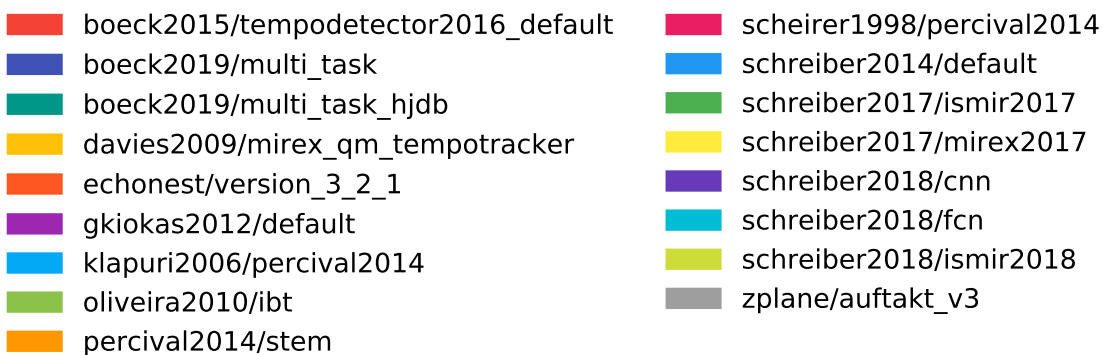 boeck2015/tempodetector2016_default
boeck2019/multi_task
boeck2019/multi_task_hjdb
davies2009/mirex_qm_tempotracker
echonest/version_3_2_1
gkiokas2012/default
klapuri2006/percival2014
oliveira2010/ibt
percival2014/stem
scheirer1998/percival2014
schreiber2014/default
schreiber2017/ismir2017
schreiber2017/mirex2017
schreiber2018/cnn
schreiber2018/fcn
schreiber2018/ismir2018
zplane/auftakt_v3